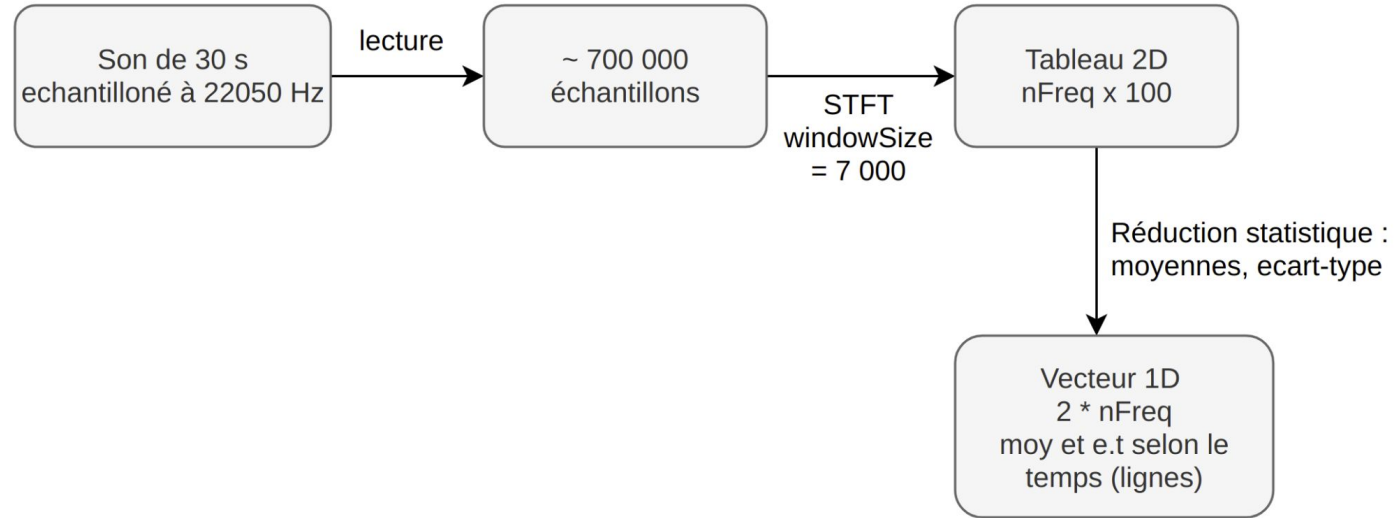 Son de 30 s
echantilloné à 22050 Hz
lecture
~ 700 000
échantillons
STFT
windowSize
= 7 000
Tableau 2D
nFreq x 100
Réduction statistique :
moyennes, ecart-type
Vecteur 1D
2 * nFreq
moy et e.t selon le
temps (lignes)